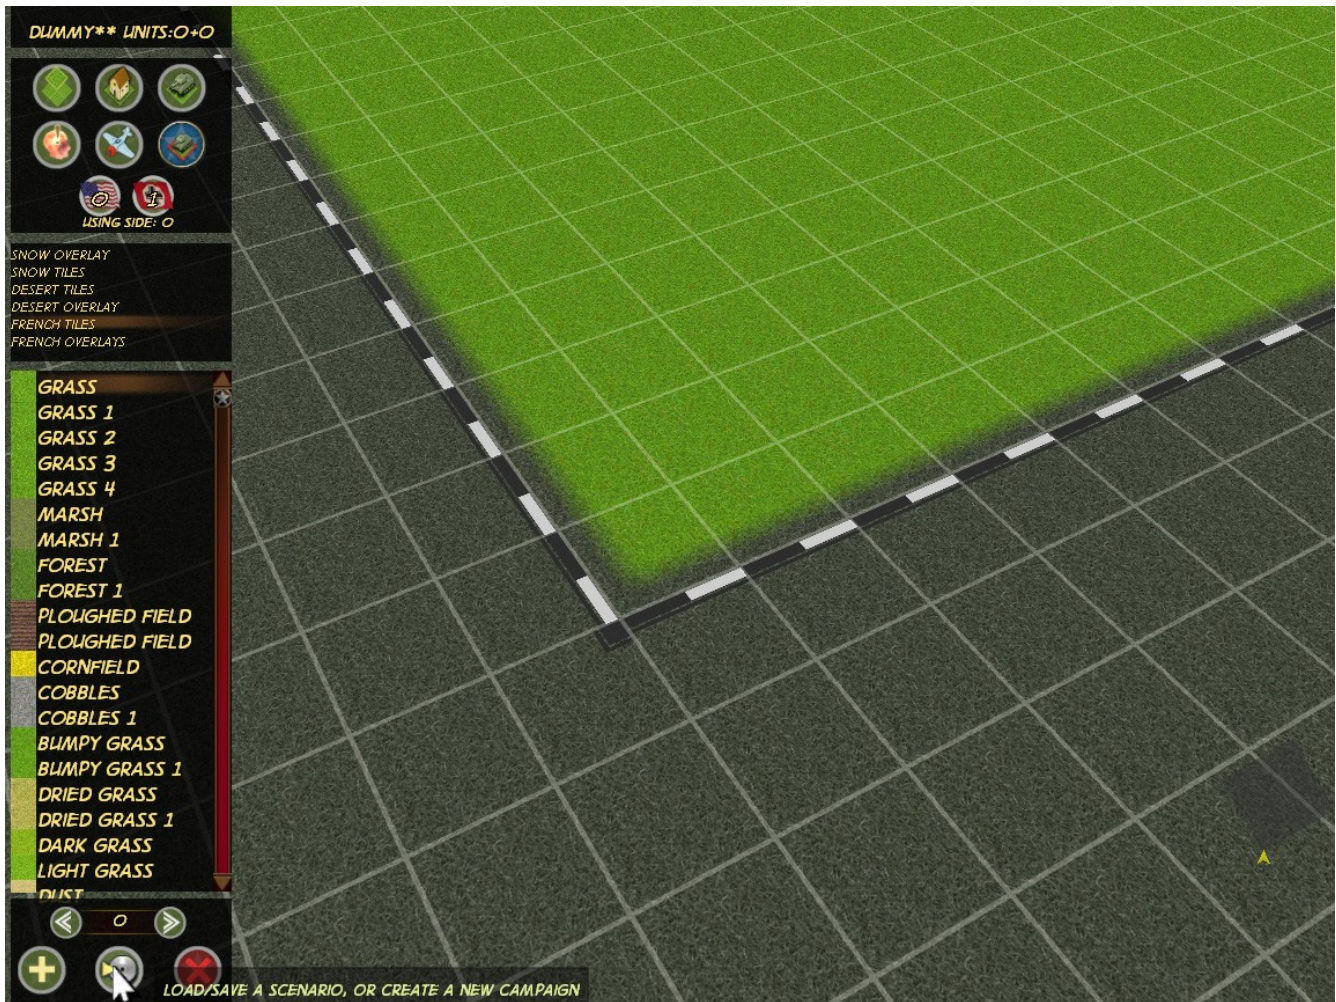 DUMMY** UNITS:0+0
0 1
USING SIDE: 0
SNOW OVERLAY
SNOW TILES
DESERT TILES
DESERT OVERLAY
FRENCH TILES
FRENCH OVERLAYS
GRASS
GRASS 1
GRASS 2
GRASS 3
GRASS 4
MARSH
MARSH 1
FOREST
FOREST 1
PLOUGHED FIELD
PLOUGHED FIELD
CORNFIELD
COBBLES
COBBLES 1
BUMPY GRASS
BUMPY GRASS 1
DRIED GRASS
DRIED GRASS 1
DARK GRASS
LIGHT GRASS
DUST
0
LOAD/SAVE A SCENARIO, OR CREATE A NEW CAMPAIGN